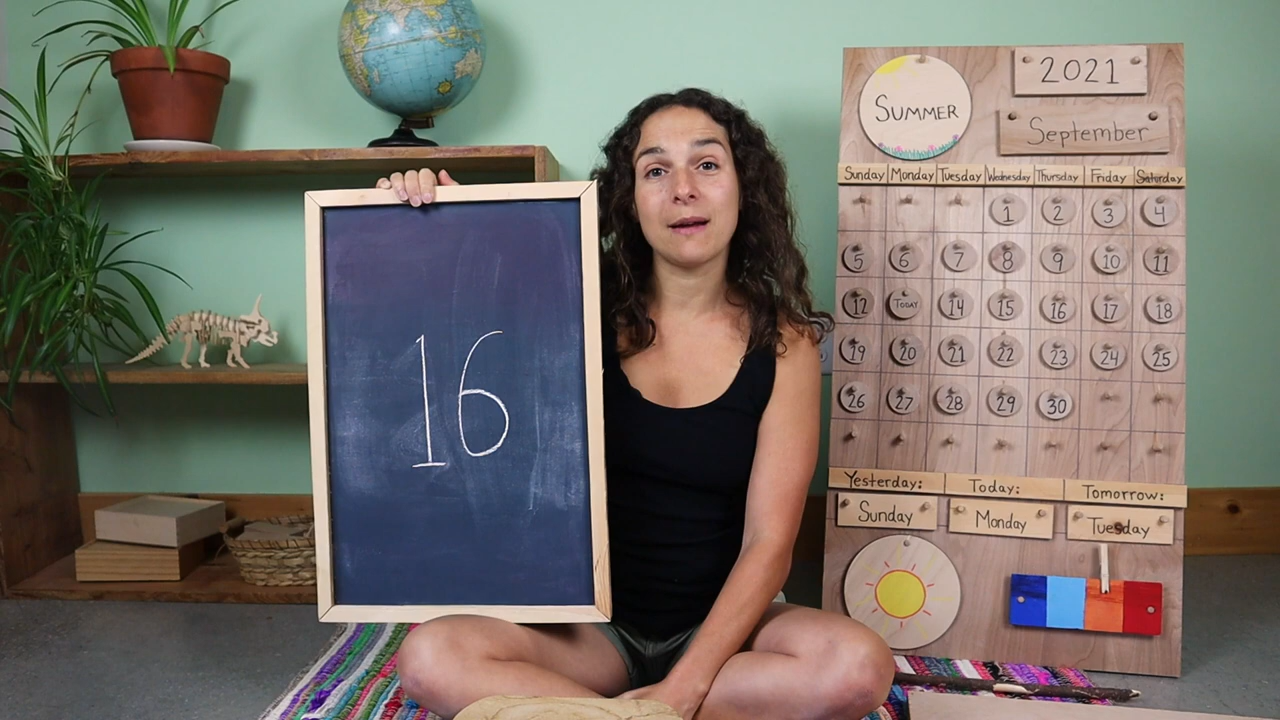 16
2021
SUMMER
September
Sunday Monday Tuesday Wednesday Thursday Friday Saturday
1 2 3 4
5 6 7 8 9 10 11
12 TODAY 14 15 16 17 18
19 20 21 22 23 24 25
26 27 28 29 30
Yesterday: Today: Tomorrow:
Sunday Monday Tuesday